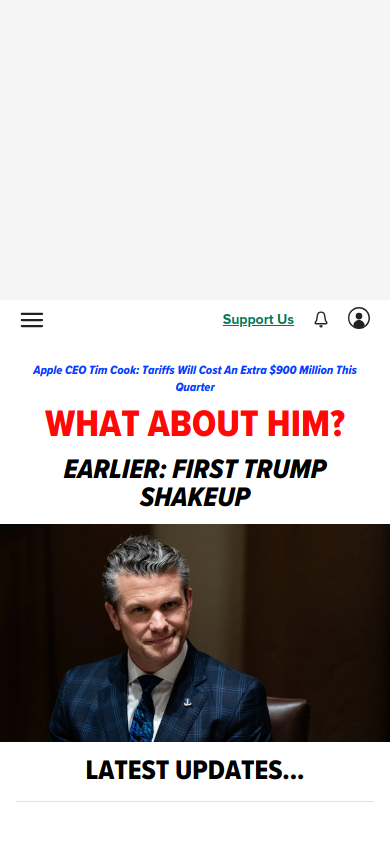 Support Us
Apple CEO Tim Cook: Tariffs Will Cost An Extra $900 Million This
Quarter
WHAT ABOUT HIM?
EARLIER: FIRST TRUMP
SHAKEUP
LATEST UPDATES...